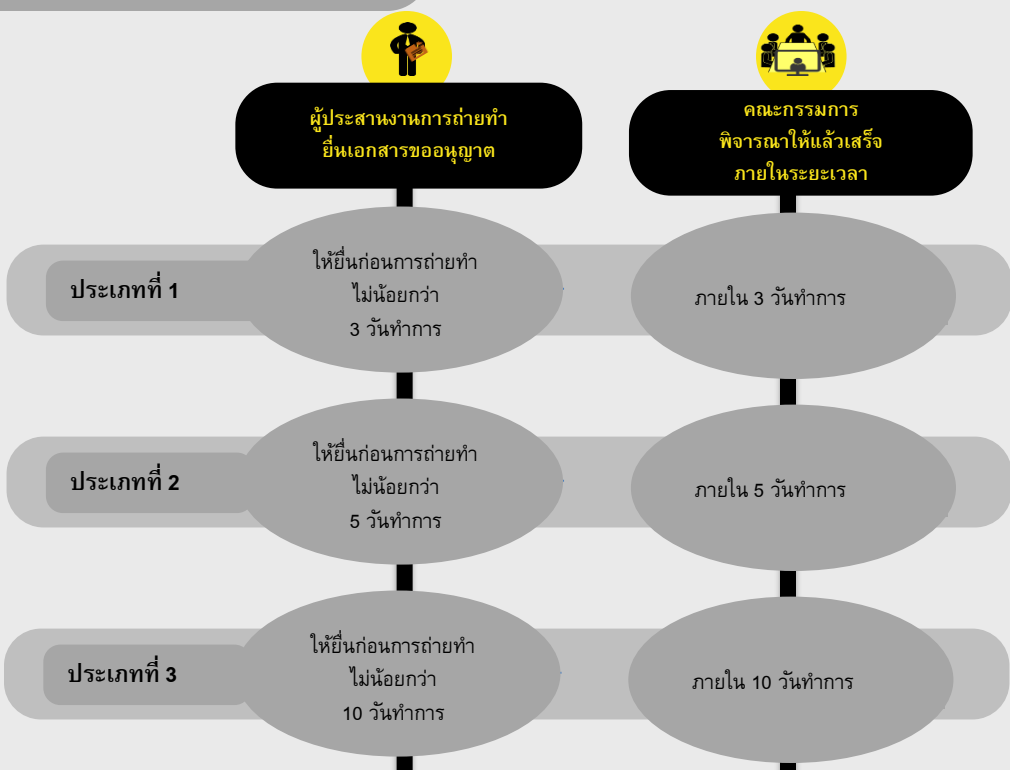 ผู้ประสานงานการถ่ายทำ
ยื่นเอกสารขออนุญาต
คณะกรรมการ
พิจารณาให้แล้วเสร็จ
ภายในระยะเวลา
ประเภทที่ 1
ให้ยื่นก่อนการถ่ายทำ
ไม่น้อยกว่า
3 วันทำการ
ภายใน 3 วันทำการ
ประเภทที่ 2
ให้ยื่นก่อนการถ่ายทำ
ไม่น้อยกว่า
5 วันทำการ
ภายใน 5 วันทำการ
ประเภทที่ 3
ให้ยื่นก่อนการถ่ายทำ
ไม่น้อยกว่า
10 วันทำการ
ภายใน 10 วันทำการ